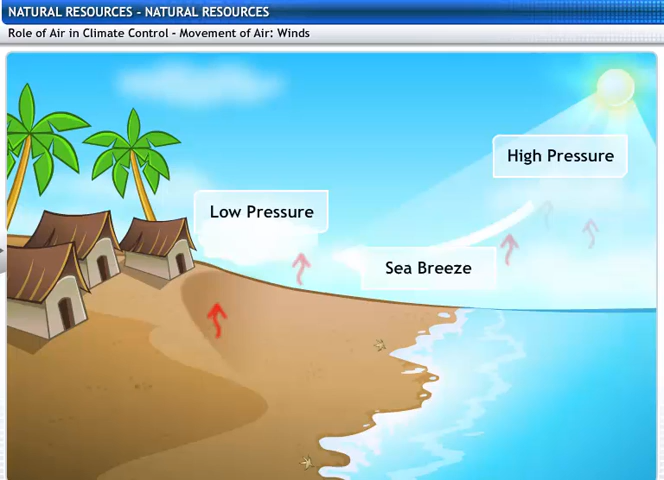 NATURAL RESOURCES - NATURAL RESOURCES
Role of Air in Climate Control - Movement of Air: Winds
High Pressure
Low Pressure
Sea Breeze